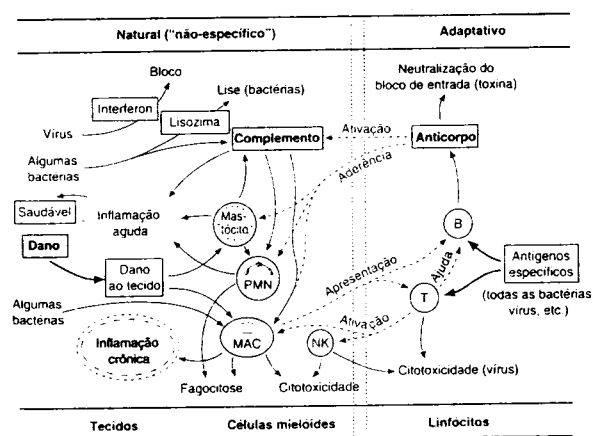 Natural ("não-específico")
Adaptativo
Bloco
Interferon
Lise (bactérias)
Lisozima
Vírus
Algumas
bactérias
Complemento
Ativação
Neutralização do
bloco de entrada (toxina)
Anticorpo
Aderência
Saudável
Inflamação
aguda
Mas-
tócito
B
Dano
Dano
ao tecido
PMN
Apresentação
Ajuda
Antígenos
específicos
(todas as bactérias
vírus, etc.)
T
Algumas
bactérias
MAC
NK
Ativação
Inflamação
crônica
Fagocitose
Citotoxicidade
Citotoxicidade (vírus)
Tecidos
Células mielóides
Linfócitos